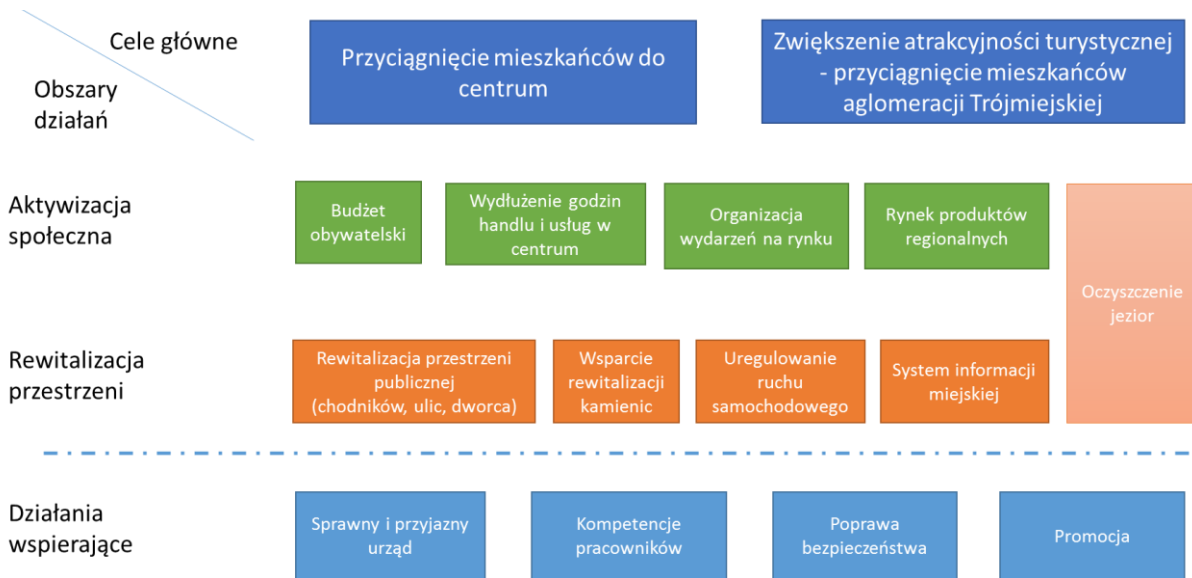 Cele główne
Obszary
działań
Przyciągnięcie mieszkańców do
centrum
Zwiększenie atrakcyjności turystycznej
- przyciągnięcie mieszkańców
aglomeracji Trójmiejskiej
Aktywizacja
społeczna
Budżet
obywatelski
Wydłużenie godzin
handlu i usług w
centrum
Organizacja
wydarzeń na rynku
Rynek produktów
regionalnych
Oczyszczenie
jezior
Rewitalizacja
przestrzeni
Rewitalizacja przestrzeni
publicznej
(chodników, ulic, dworca)
Wsparcie
rewitalizacji
kamienic
Uregulowanie
ruchu
samochodowego
System informacji
miejskiej
Działania
wspierające
Sprawny i przyjazny
urząd
Kompetencje
pracowników
Poprawa
bezpieczeństwa
Promocja